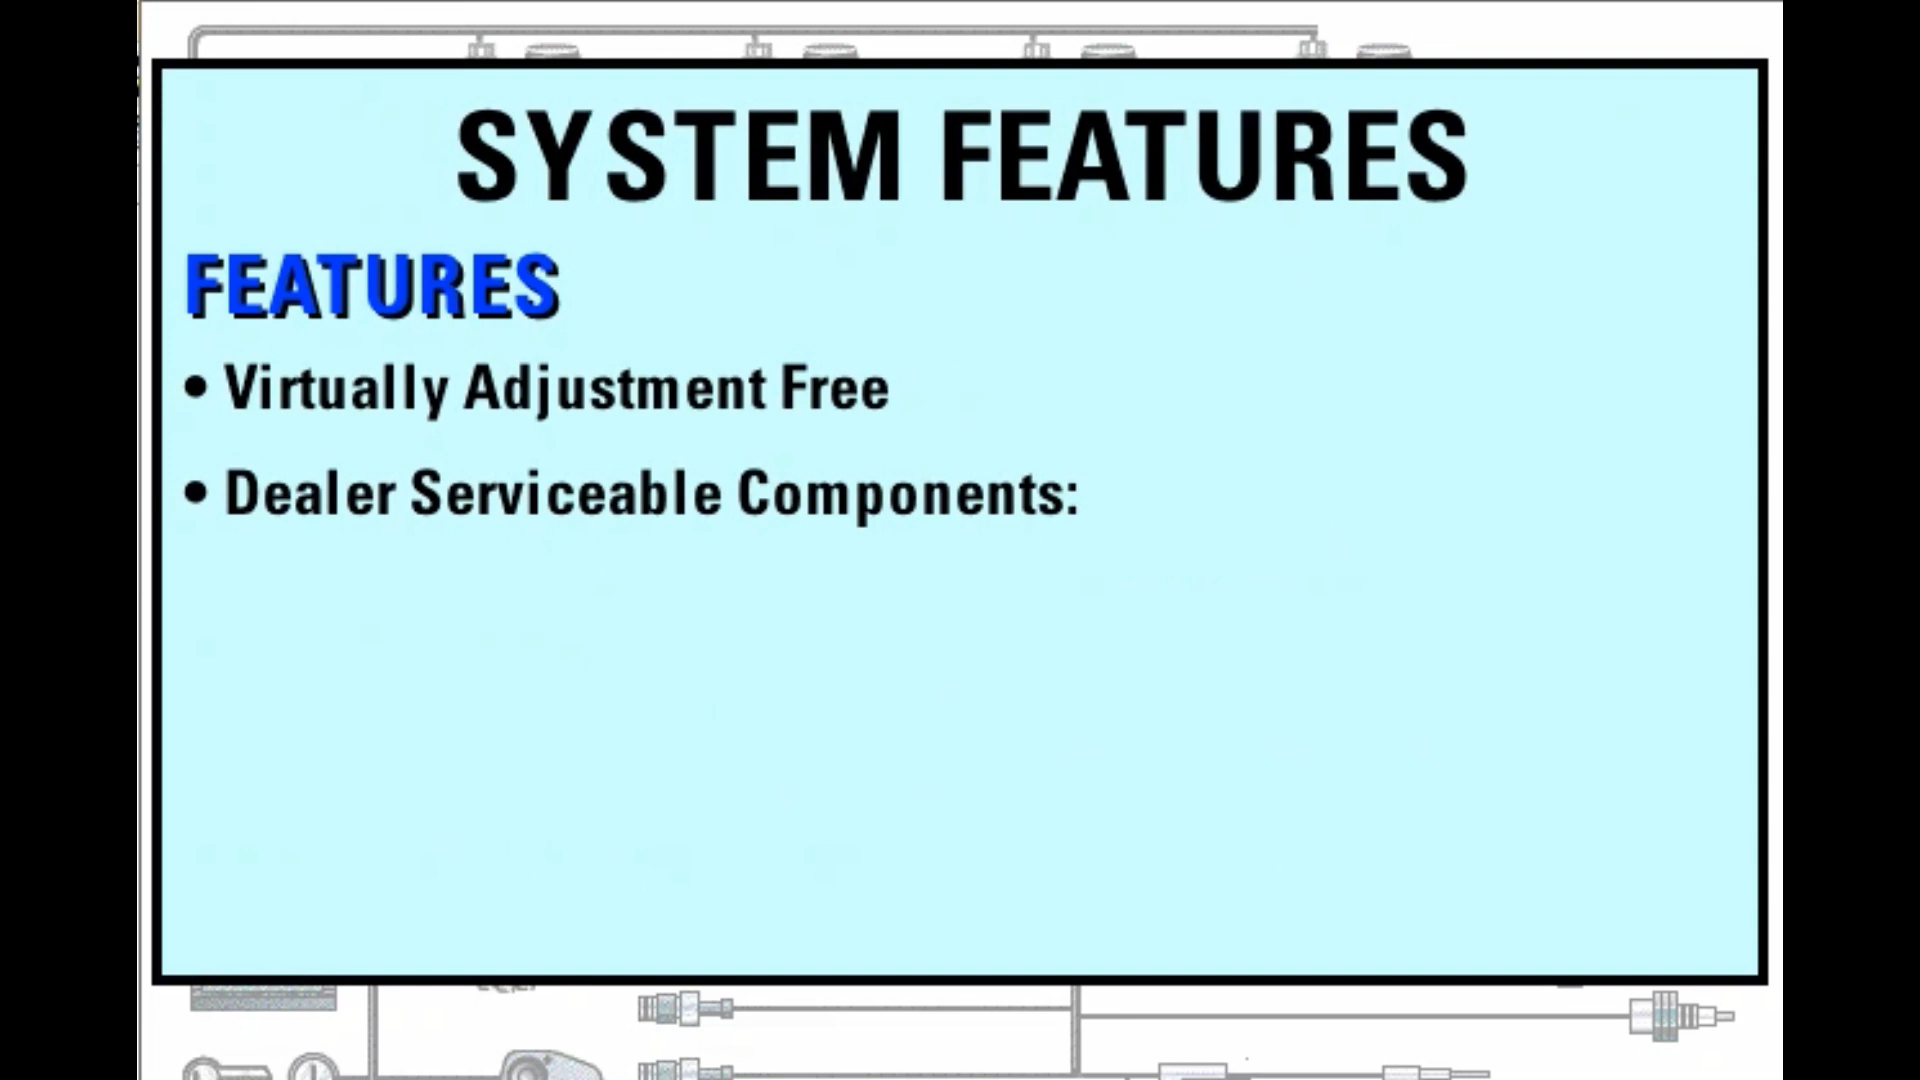 SYSTEM FEATURES
FEATURES
• Virtually Adjustment Free
• Dealer Serviceable Components: